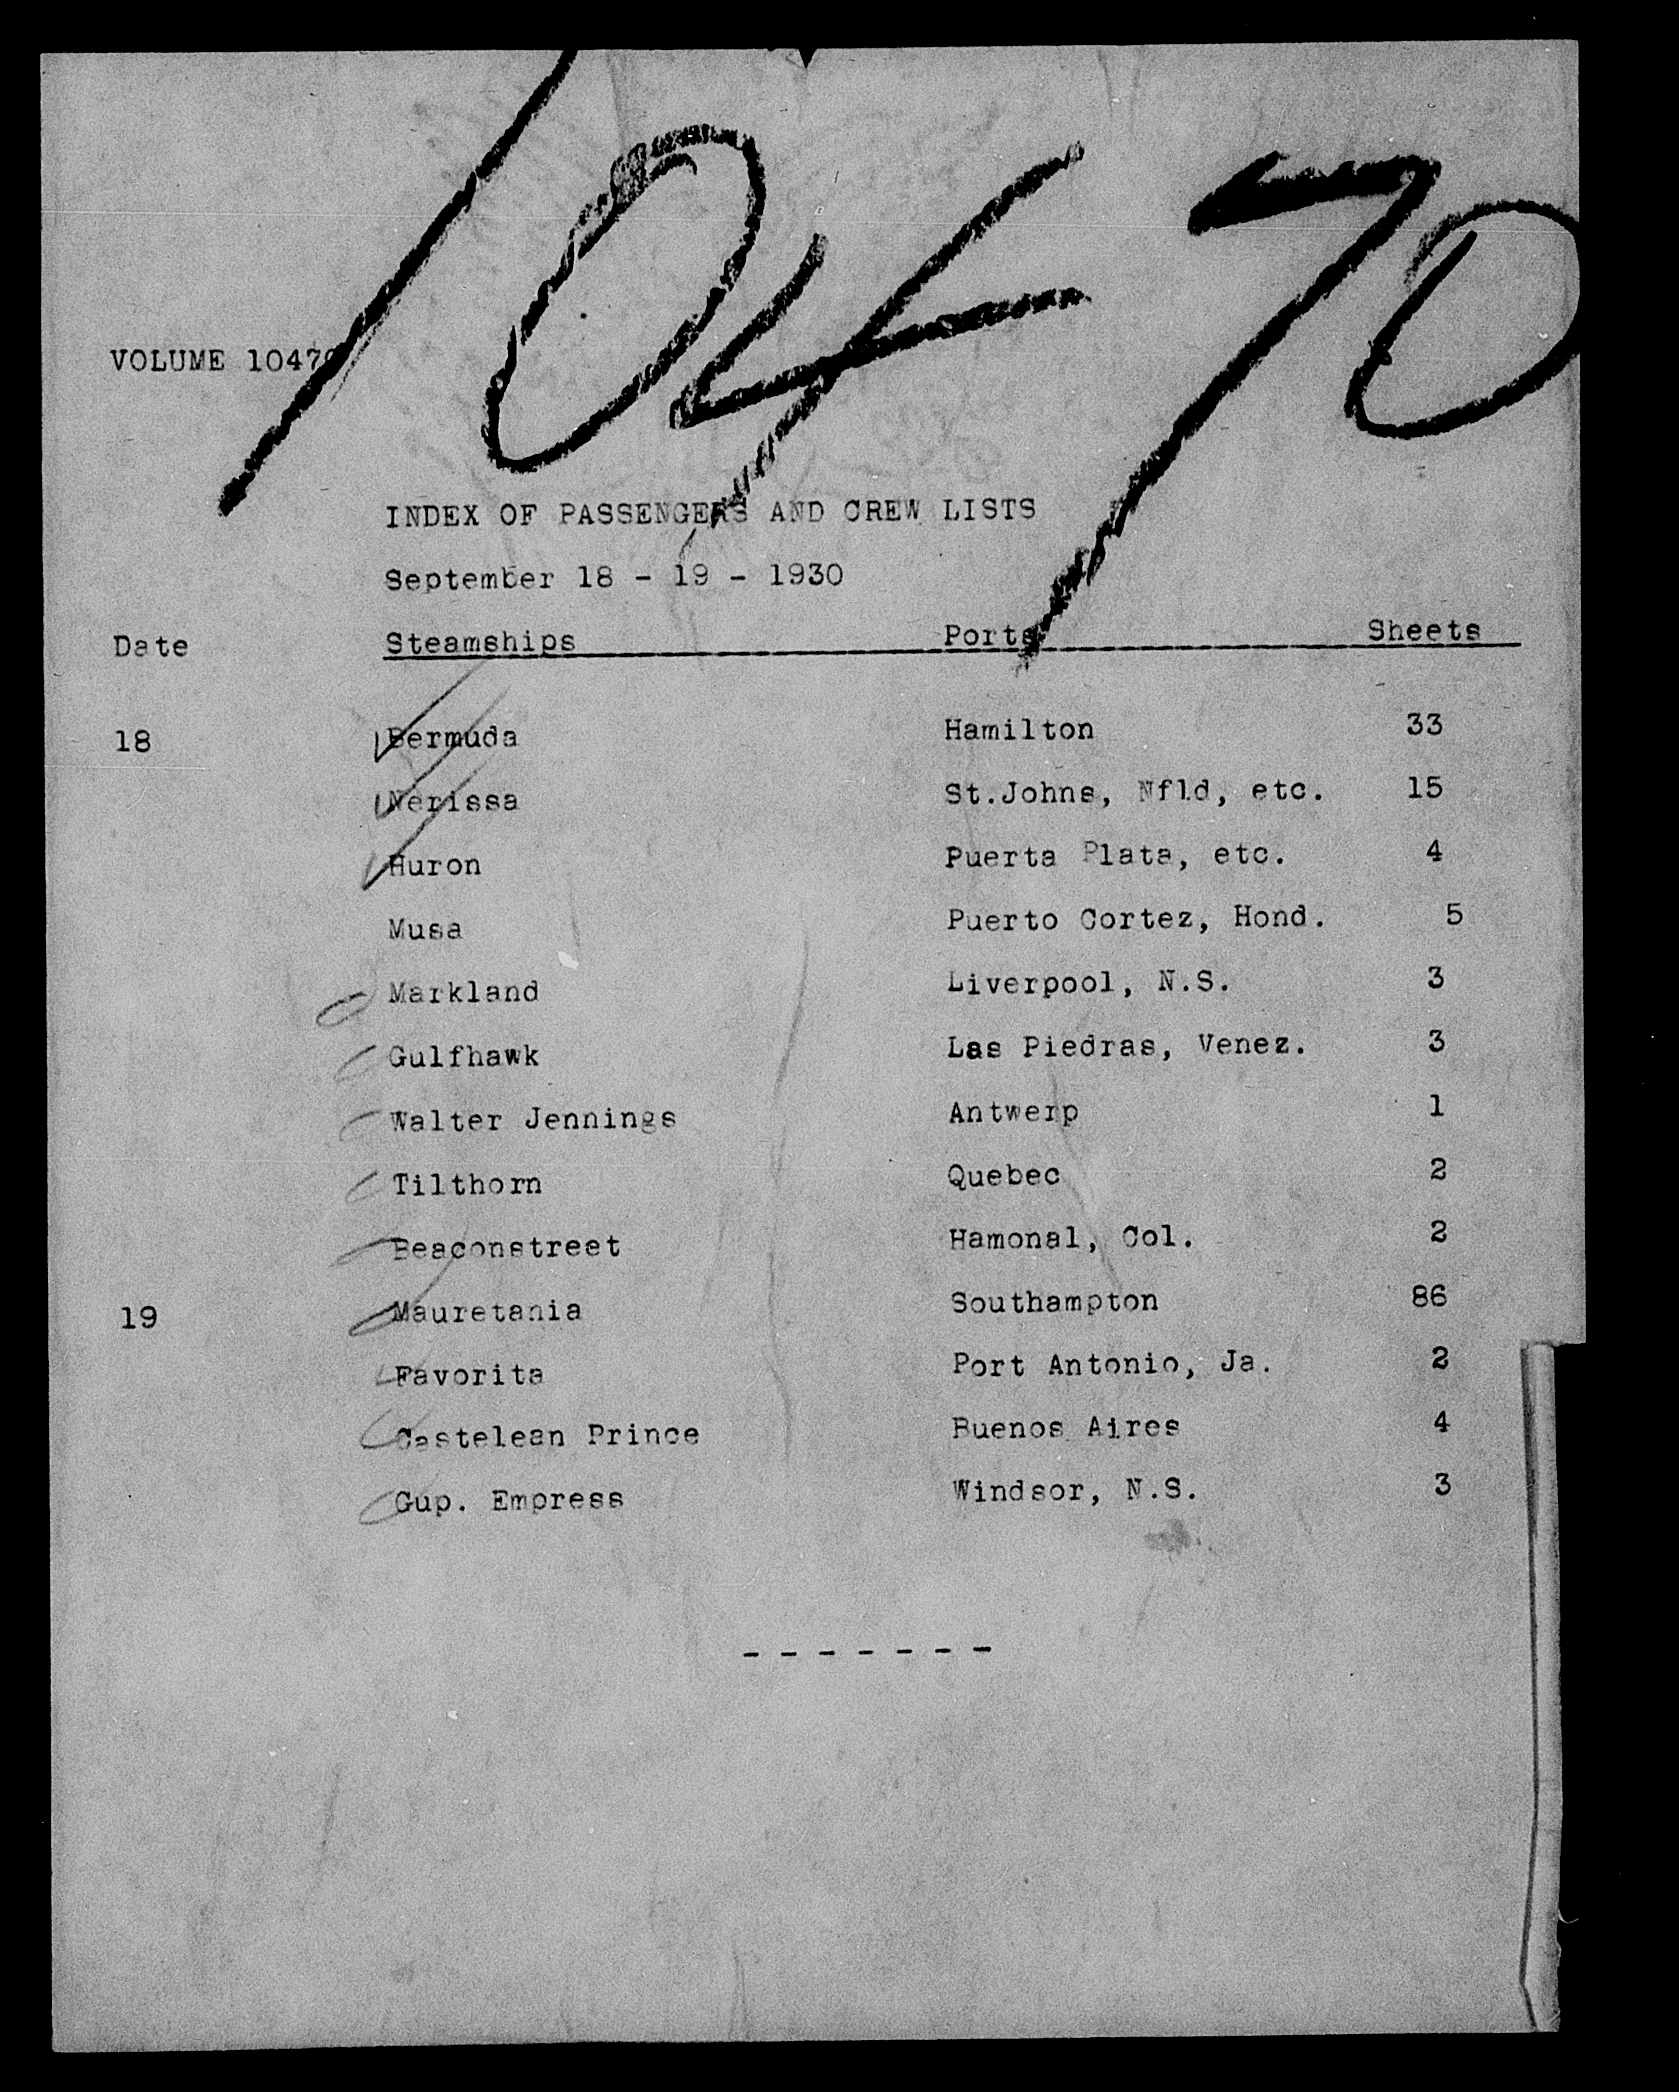 10470
VOLUME 10470
INDEX OF PASSENGERS AND CREW LISTS
September 18 - 19 - 1930
Date Steamships Ports Sheets
18 Bermuda Hamilton 33
Nerissa St.Johns, Nfld, etc. 15
Huron Puerta Plata, etc. 4
Musa Puerto Cortez, Hond. 5
Markland Liverpool, N.S. 3
Gulfhawk Las Piedras, Venez. 3
Walter Jennings Antwerp 1
Tilthorn Quebec 2
Beaconstreet Hamonal, Col. 2
19 Mauretania Southampton 86
Favorita Port Antonio, Ja. 2
Castelean Prince Buenos Aires 4
Gup. Empress Windsor, N.S. 3
- - - - - - -